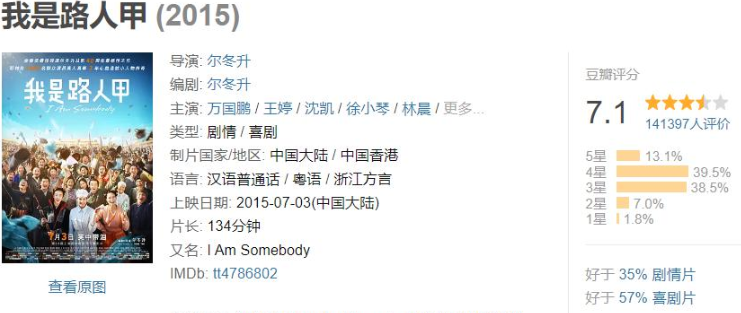 我是路人甲 (2015)
我是路人甲
I Am Somebody
7月3日 笑中带泪
查看原图
导演: 尔冬升
编剧: 尔冬升
主演: 万国鹏 / 王婷 / 沈凯 / 徐小琴 / 林晨 / 更多...
类型: 剧情 / 喜剧
制片国家/地区: 中国大陆 / 中国香港
语言: 汉语普通话 / 粤语 / 浙江方言
上映日期: 2015-07-03(中国大陆)
片长: 134分钟
又名: I Am Somebody
IMDb: tt4786802
豆瓣评分
7.1
141397人评价
5星 13.1%
4星 39.5%
3星 38.5%
2星 7.0%
1星 1.8%
好于 35% 剧情片
好于 57% 喜剧片